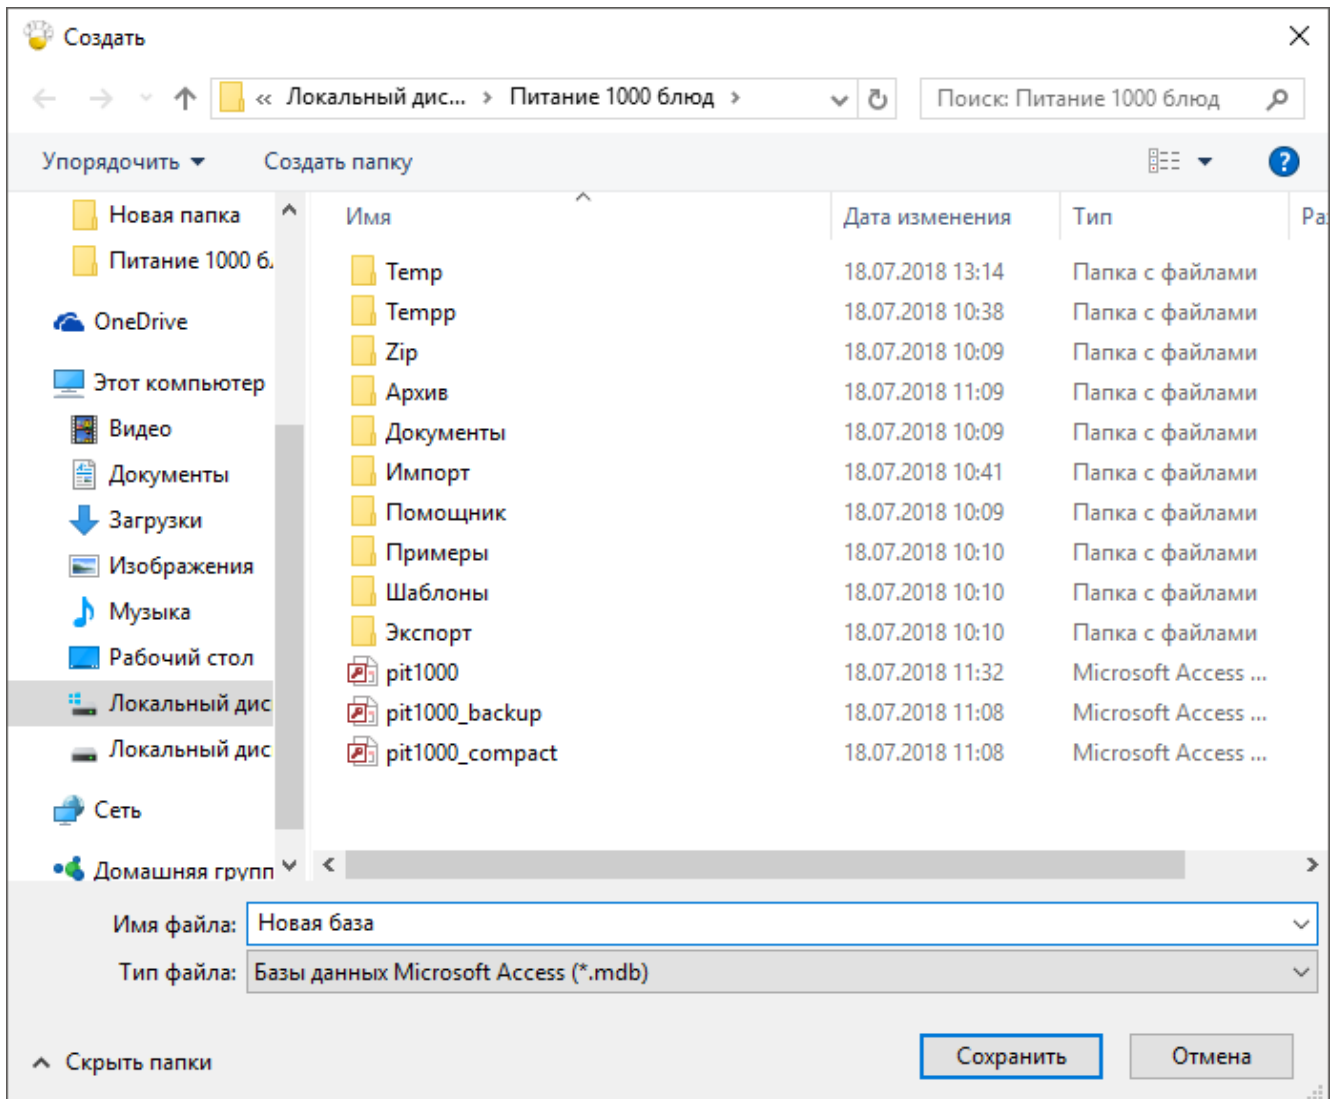 Создать
« Локальный дис... › Питание 1000 блюд ›
Поиск: Питание 1000 блюд
Упорядочить
Создать папку
?
Новая папка
Питание 1000 б
OneDrive
Этот компьютер
Видео
Документы
Загрузки
Изображения
Музыка
Рабочий стол
Локальный дис
Локальный дис
Сеть
Домашняя групп
Имя Дата изменения Тип Ра
Temp 18.07.2018 13:14 Папка с файлами
Tempp 18.07.2018 10:38 Папка с файлами
Zip 18.07.2018 10:09 Папка с файлами
Архив 18.07.2018 11:09 Папка с файлами
Документы 18.07.2018 10:09 Папка с файлами
Импорт 18.07.2018 10:41 Папка с файлами
Помощник 18.07.2018 10:09 Папка с файлами
Примеры 18.07.2018 10:10 Папка с файлами
Шаблоны 18.07.2018 10:10 Папка с файлами
Экспорт 18.07.2018 10:10 Папка с файлами
pit1000 18.07.2018 11:32 Microsoft Access ...
pit1000_backup 18.07.2018 11:08 Microsoft Access ...
pit1000_compact 18.07.2018 11:08 Microsoft Access ...
Имя файла: Новая база
Тип файла: Базы данных Microsoft Access (*.mdb)
Скрыть папки
Сохранить
Отмена